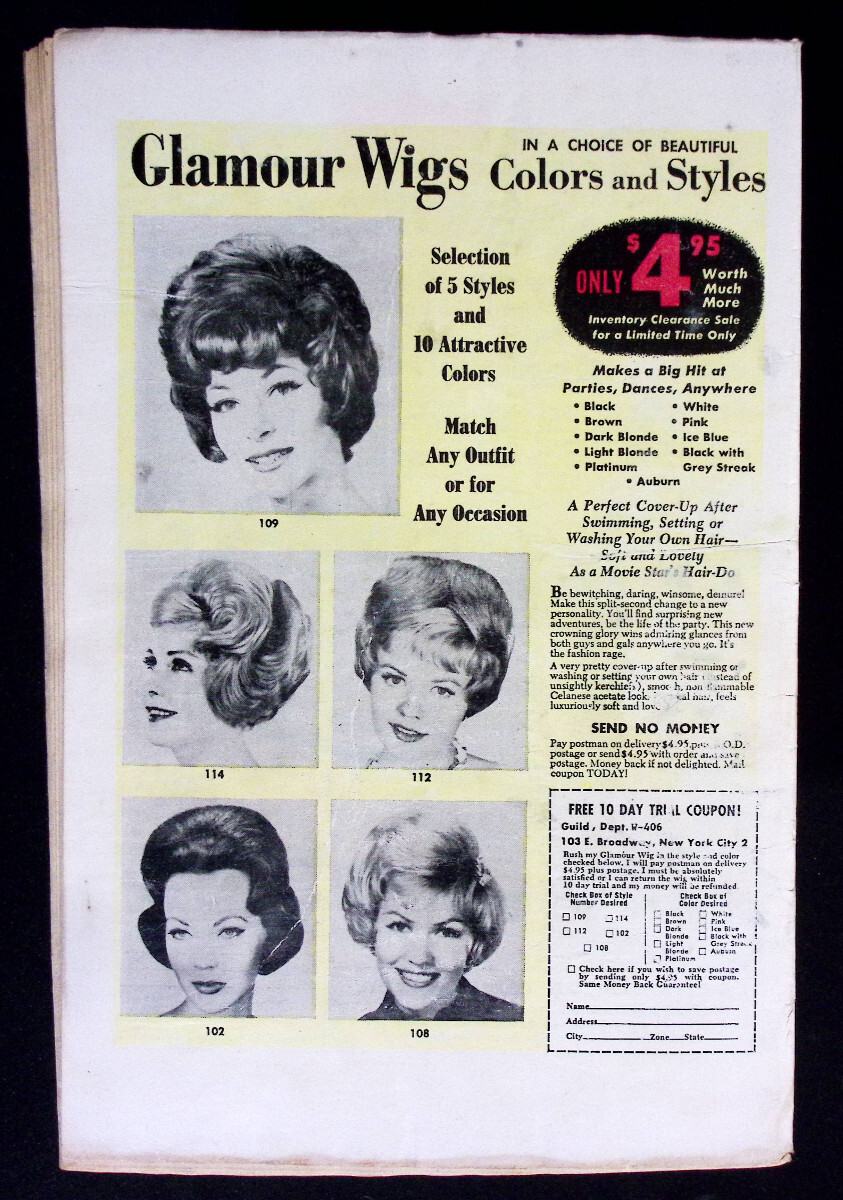 Glamour Wigs
IN A CHOICE OF BEAUTIFUL
Colors and Styles
109
Selection
of 5 Styles
and
10 Attractive
Colors
Match
Any Outfit
or for
Any Occasion
ONLY $4.95
Worth
Much
More
Inventory Clearance Sale
for a Limited Time Only
Makes a Big Hit at
Parties, Dances, Anywhere
• Black
• Brown
• Dark Blonde
• Light Blonde
• Platinum
• White
• Pink
• Ice Blue
• Black with
Grey Streak
• Auburn
A Perfect Cover-Up After
Swimming, Setting or
Washing Your Own Hair—
Soft and Lovely
As a Movie Star's Hair-Do
Be bewitching, daring, winsome, demure!
Make this split-second change to a new
personality. You'll find surprising new
adventures, be the life of the party. This new
crowning glory wins admiring glances from
both guys and gals anywhere you go. It's
the fashion rage.
A very pretty cover-up after swimming or
washing or setting your own hair (instead of
unsightly kerchiefs), smooth, non flammable
Celanese acetate look, feels
luxuriously soft and
SEND NO MONEY
Pay postman on delivery $4.95, O.D.
postage or send $4.95 with order and save
postage. Money back if not delighted. Mail
coupon TODAY!
114
112
102
108
FREE 10 DAY TRIAL COUPON!
Guild, Dept. W-406
103 E. Broadway, New York City 2
Rush my Glamour Wig in the style and color
checked below. I will pay postman on delivery
$4.95 plus postage. I must be absolutely
satisfied or I can return the wig within
10 day trial and my money will be refunded.
Check Box of Style
Number Desired
109 114
112 102
108
Check Box of
Color Desired
Black
Brown
Dark
Blonde
Light
Blonde
Platinum
White
Pink
Ice Blue
Black with
Grey Streak
Auburn
Check here if you wish to save postage
by sending only $4.95 with coupon.
Same Money Back Guarantee!
Name
Address
City Zone State